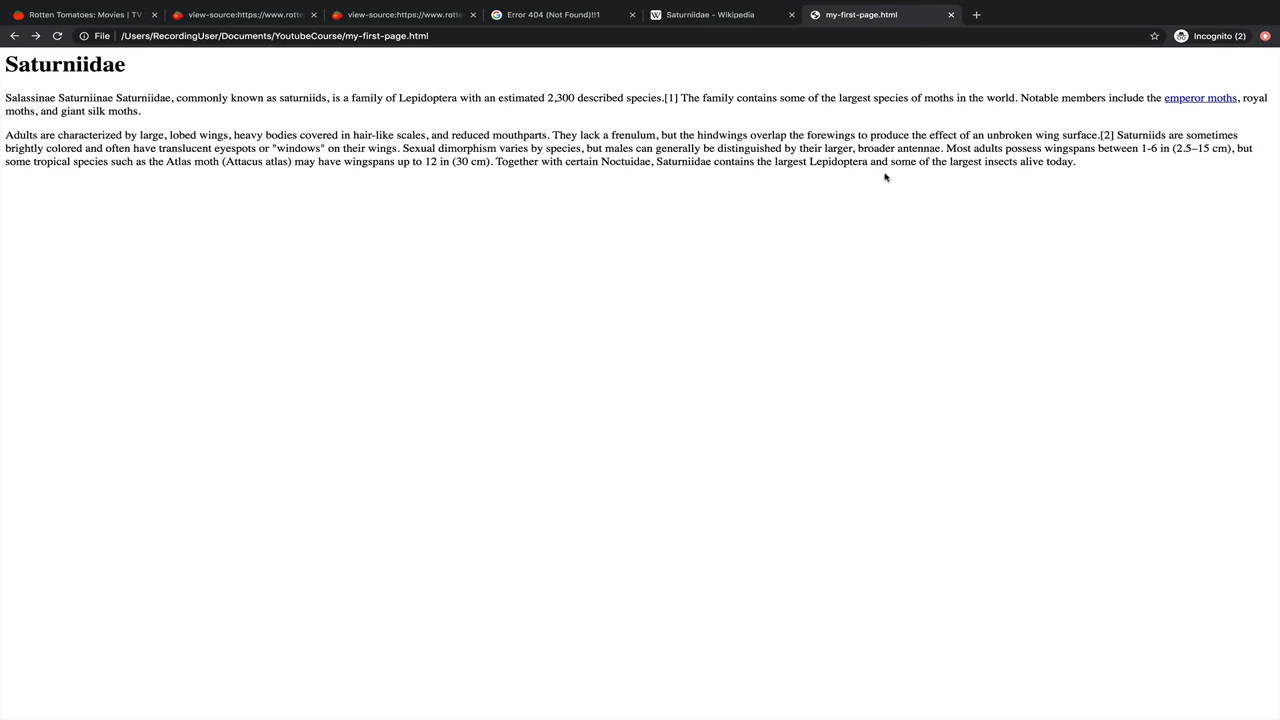 Rotten Tomatoes: Movies | TV
view-source:https://www.rotte
view-source:https://www.rotte
Error 404 (Not Found)!!1
Saturniidae - Wikipedia
my-first-page.html
File
/Users/RecordingUser/Documents/YoutubeCourse/my-first-page.html
Incognito (2)
Saturniidae
Salassinae Saturniinae Saturniidae, commonly known as saturniids, is a family of Lepidoptera with an estimated 2,300 described species.[1] The family contains some of the largest species of moths in the world. Notable members include the emperor moths, royal
moths, and giant silk moths.
Adults are characterized by large, lobed wings, heavy bodies covered in hair-like scales, and reduced mouthparts. They lack a frenulum, but the hindwings overlap the forewings to produce the effect of an unbroken wing surface.[2] Saturniids are sometimes
brightly colored and often have translucent eyespots or "windows" on their wings. Sexual dimorphism varies by species, but males can generally be distinguished by their larger, broader antennae. Most adults possess wingspans between 1-6 in (2.5–15 cm), but
some tropical species such as the Atlas moth (Attacus atlas) may have wingspans up to 12 in (30 cm). Together with certain Noctuidae, Saturniidae contains the largest Lepidoptera and some of the largest insects alive today.